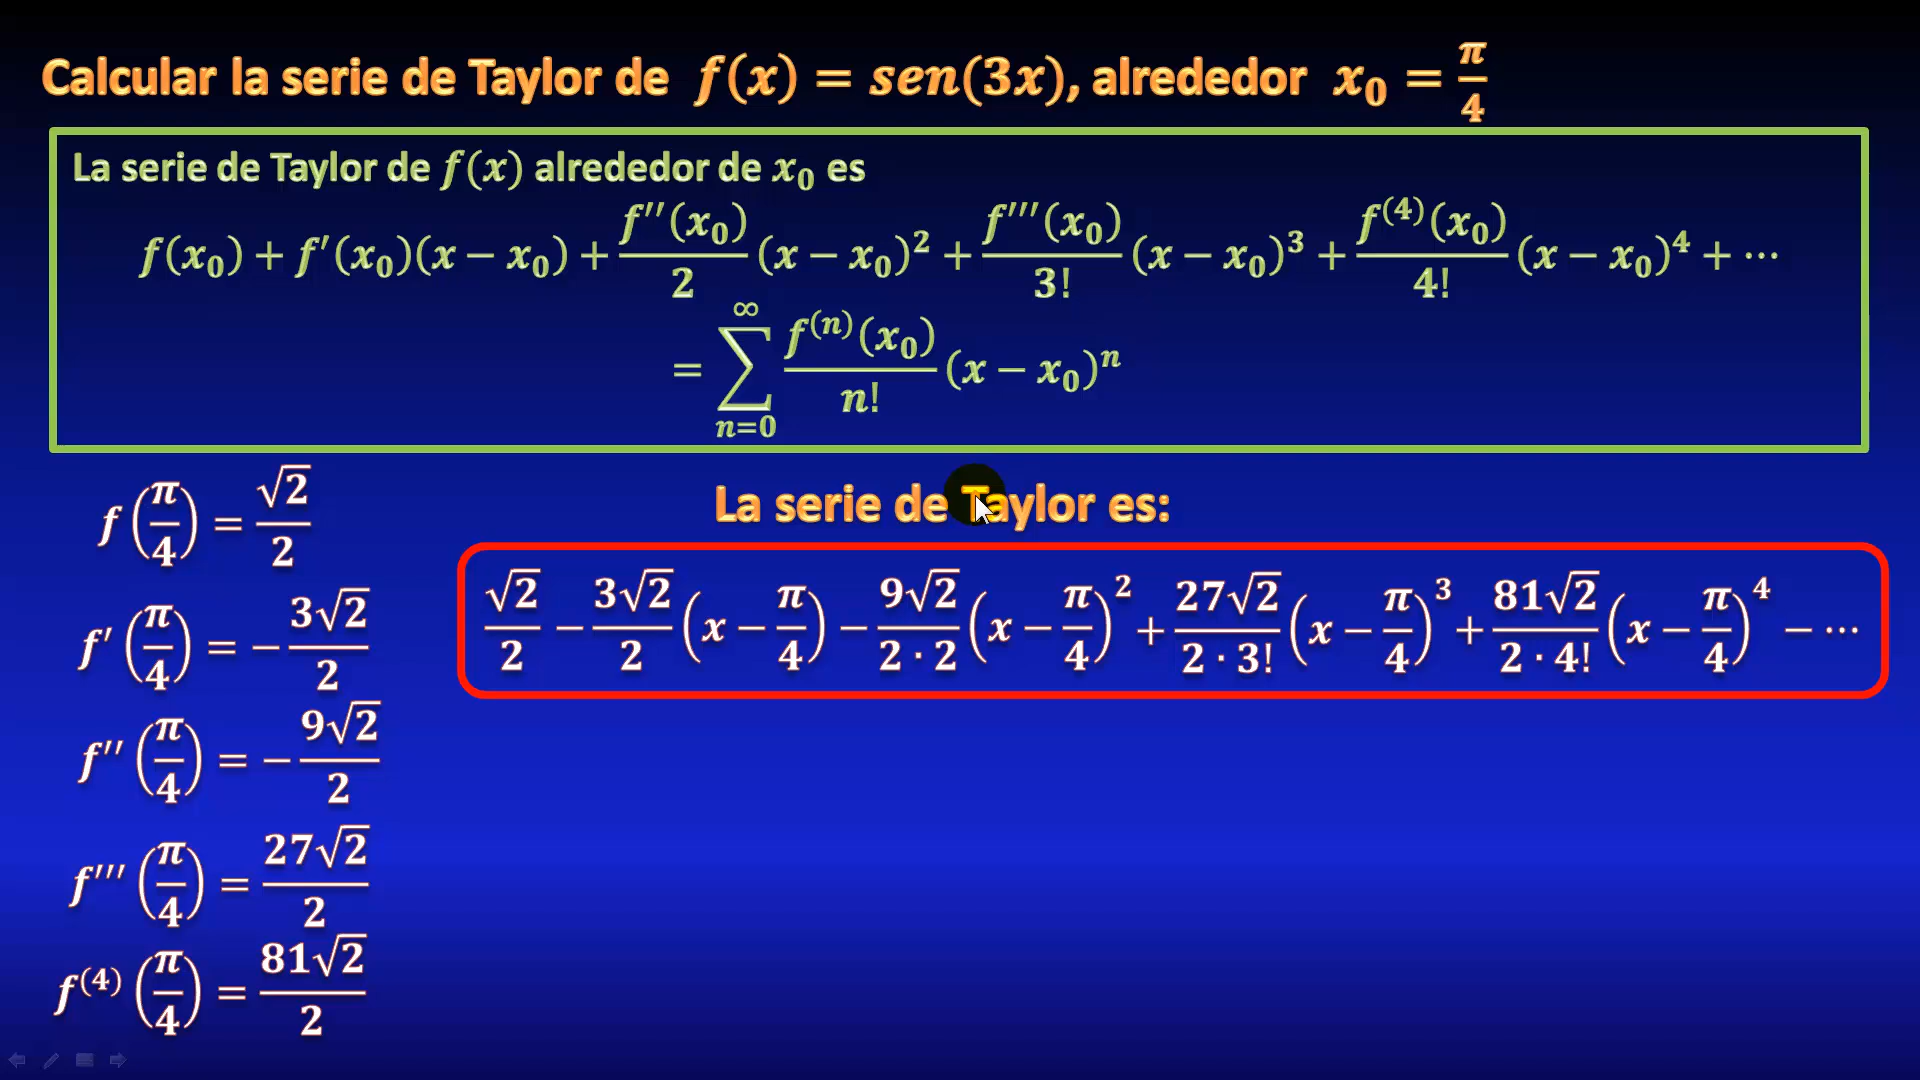 Calcular la serie de Taylor de f(x) = sen(3x), alrededor x₀ = π/4
La serie de Taylor de f(x) alrededor de x₀ es
f(x₀) + f′(x₀)(x − x₀) + f′′(x₀)/2 (x − x₀)² + f′′′(x₀)/3! (x − x₀)³ + f⁽⁴⁾(x₀)/4! (x − x₀)⁴ + ⋯
= ∑_{n=0}^{∞} f⁽ⁿ⁾(x₀)/n! (x − x₀)ⁿ
f(π/4) = √2/2
f′(π/4) = − 3√2/2
f′′(π/4) = − 9√2/2
f′′′(π/4) = 27√2/2
f⁽⁴⁾(π/4) = 81√2/2
La serie de Taylor es:
√2/2 − 3√2/2 (x − π/4) − 9√2/(2 · 2) (x − π/4)² + 27√2/(2 · 3!) (x − π/4)³ + 81√2/(2 · 4!) (x − π/4)⁴ − ⋯